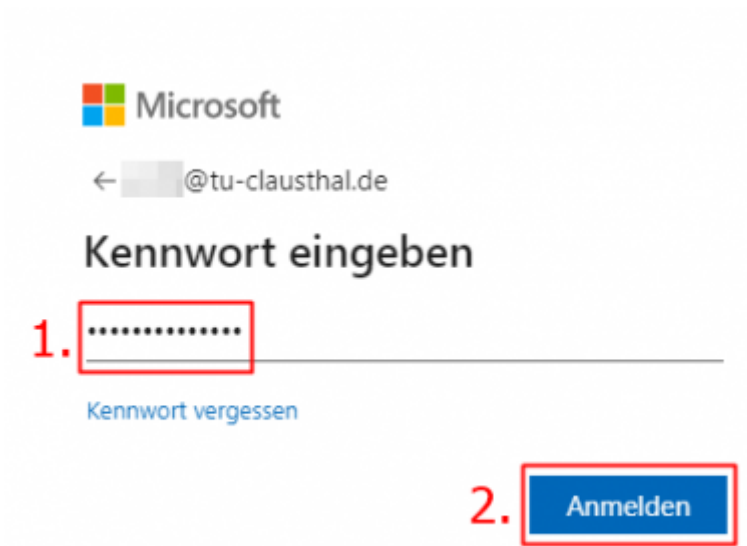 Microsoft
← @tu-clausthal.de
Kennwort eingeben
1. ••••••••••••••
Kennwort vergessen
2. Anmelden